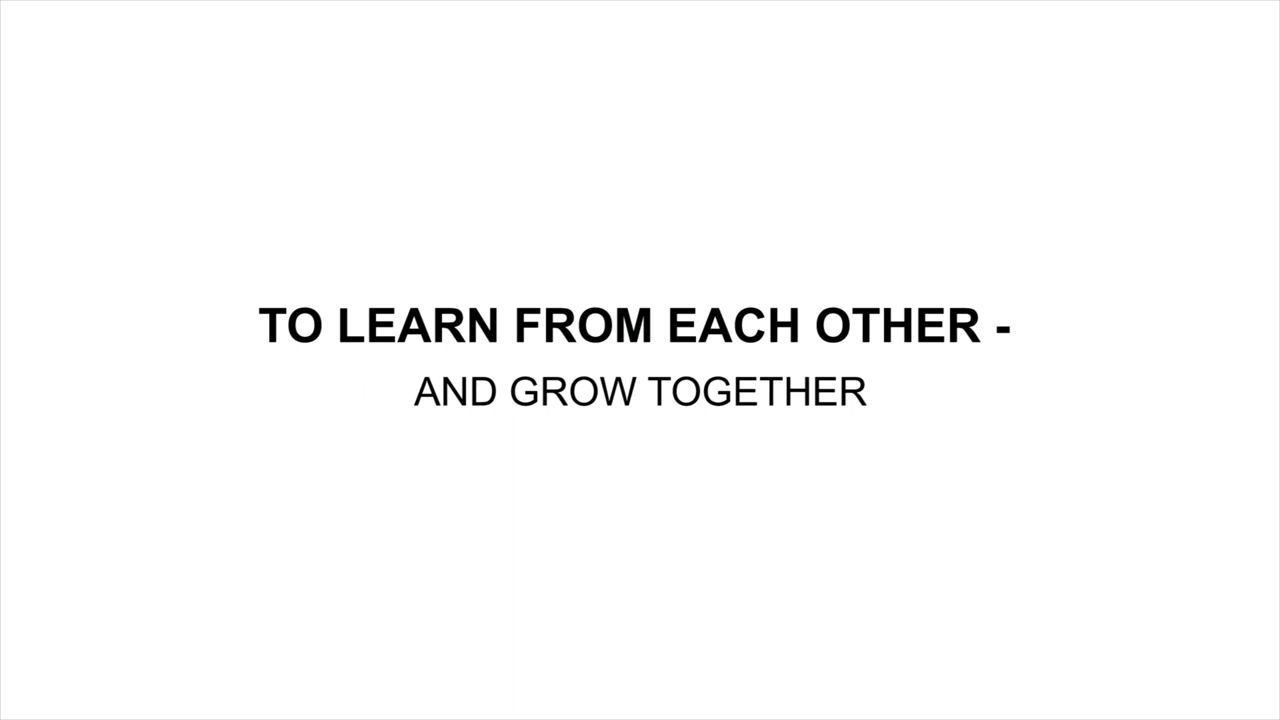 TO LEARN FROM EACH OTHER -
AND GROW TOGETHER